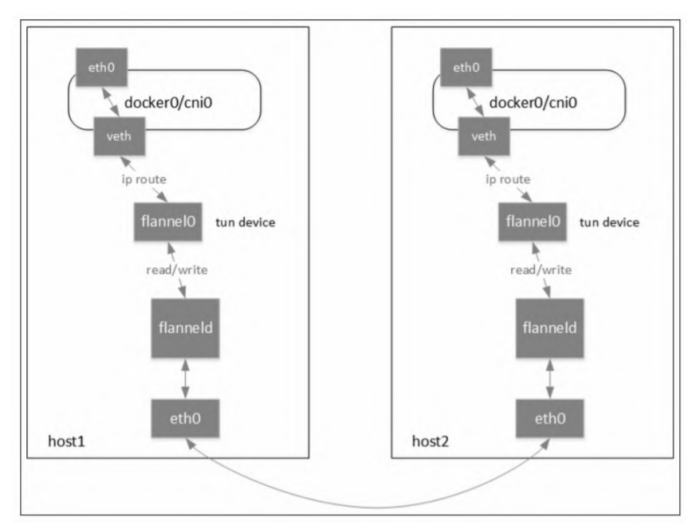 eth0
docker0/cni0
veth
ip route
flannel0
tun device
read/write
flanneld
eth0
host1
eth0
docker0/cni0
veth
ip route
flannel0
tun device
read/write
flanneld
eth0
host2